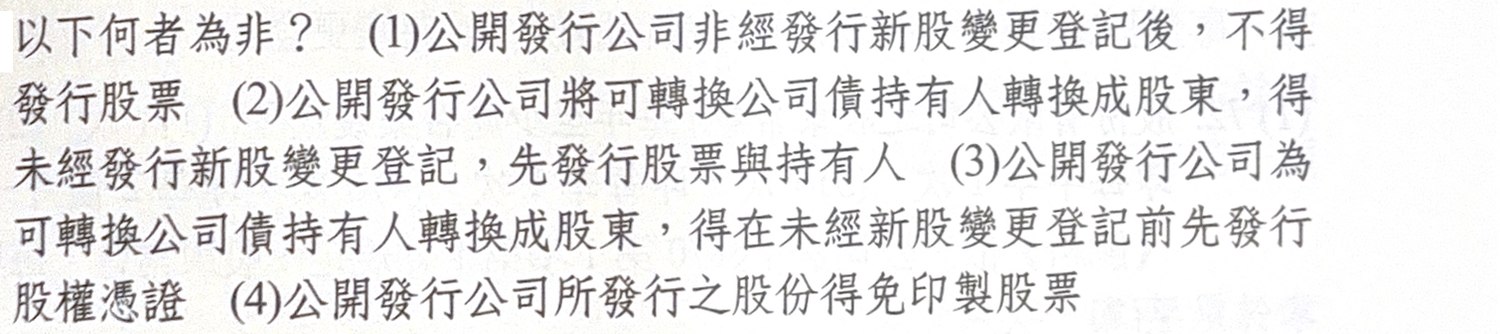 以下何者為非？　(1)公開發行公司非經發行新股變更登記後，不得
發行股票　(2)公開發行公司將可轉換公司債持有人轉換成股東，得
未經發行新股變更登記，先發行股票與持有人　(3)公開發行公司為
可轉換公司債持有人轉換成股東，得在未經新股變更登記前先發行
股權憑證　(4)公開發行公司所發行之股份得免印製股票